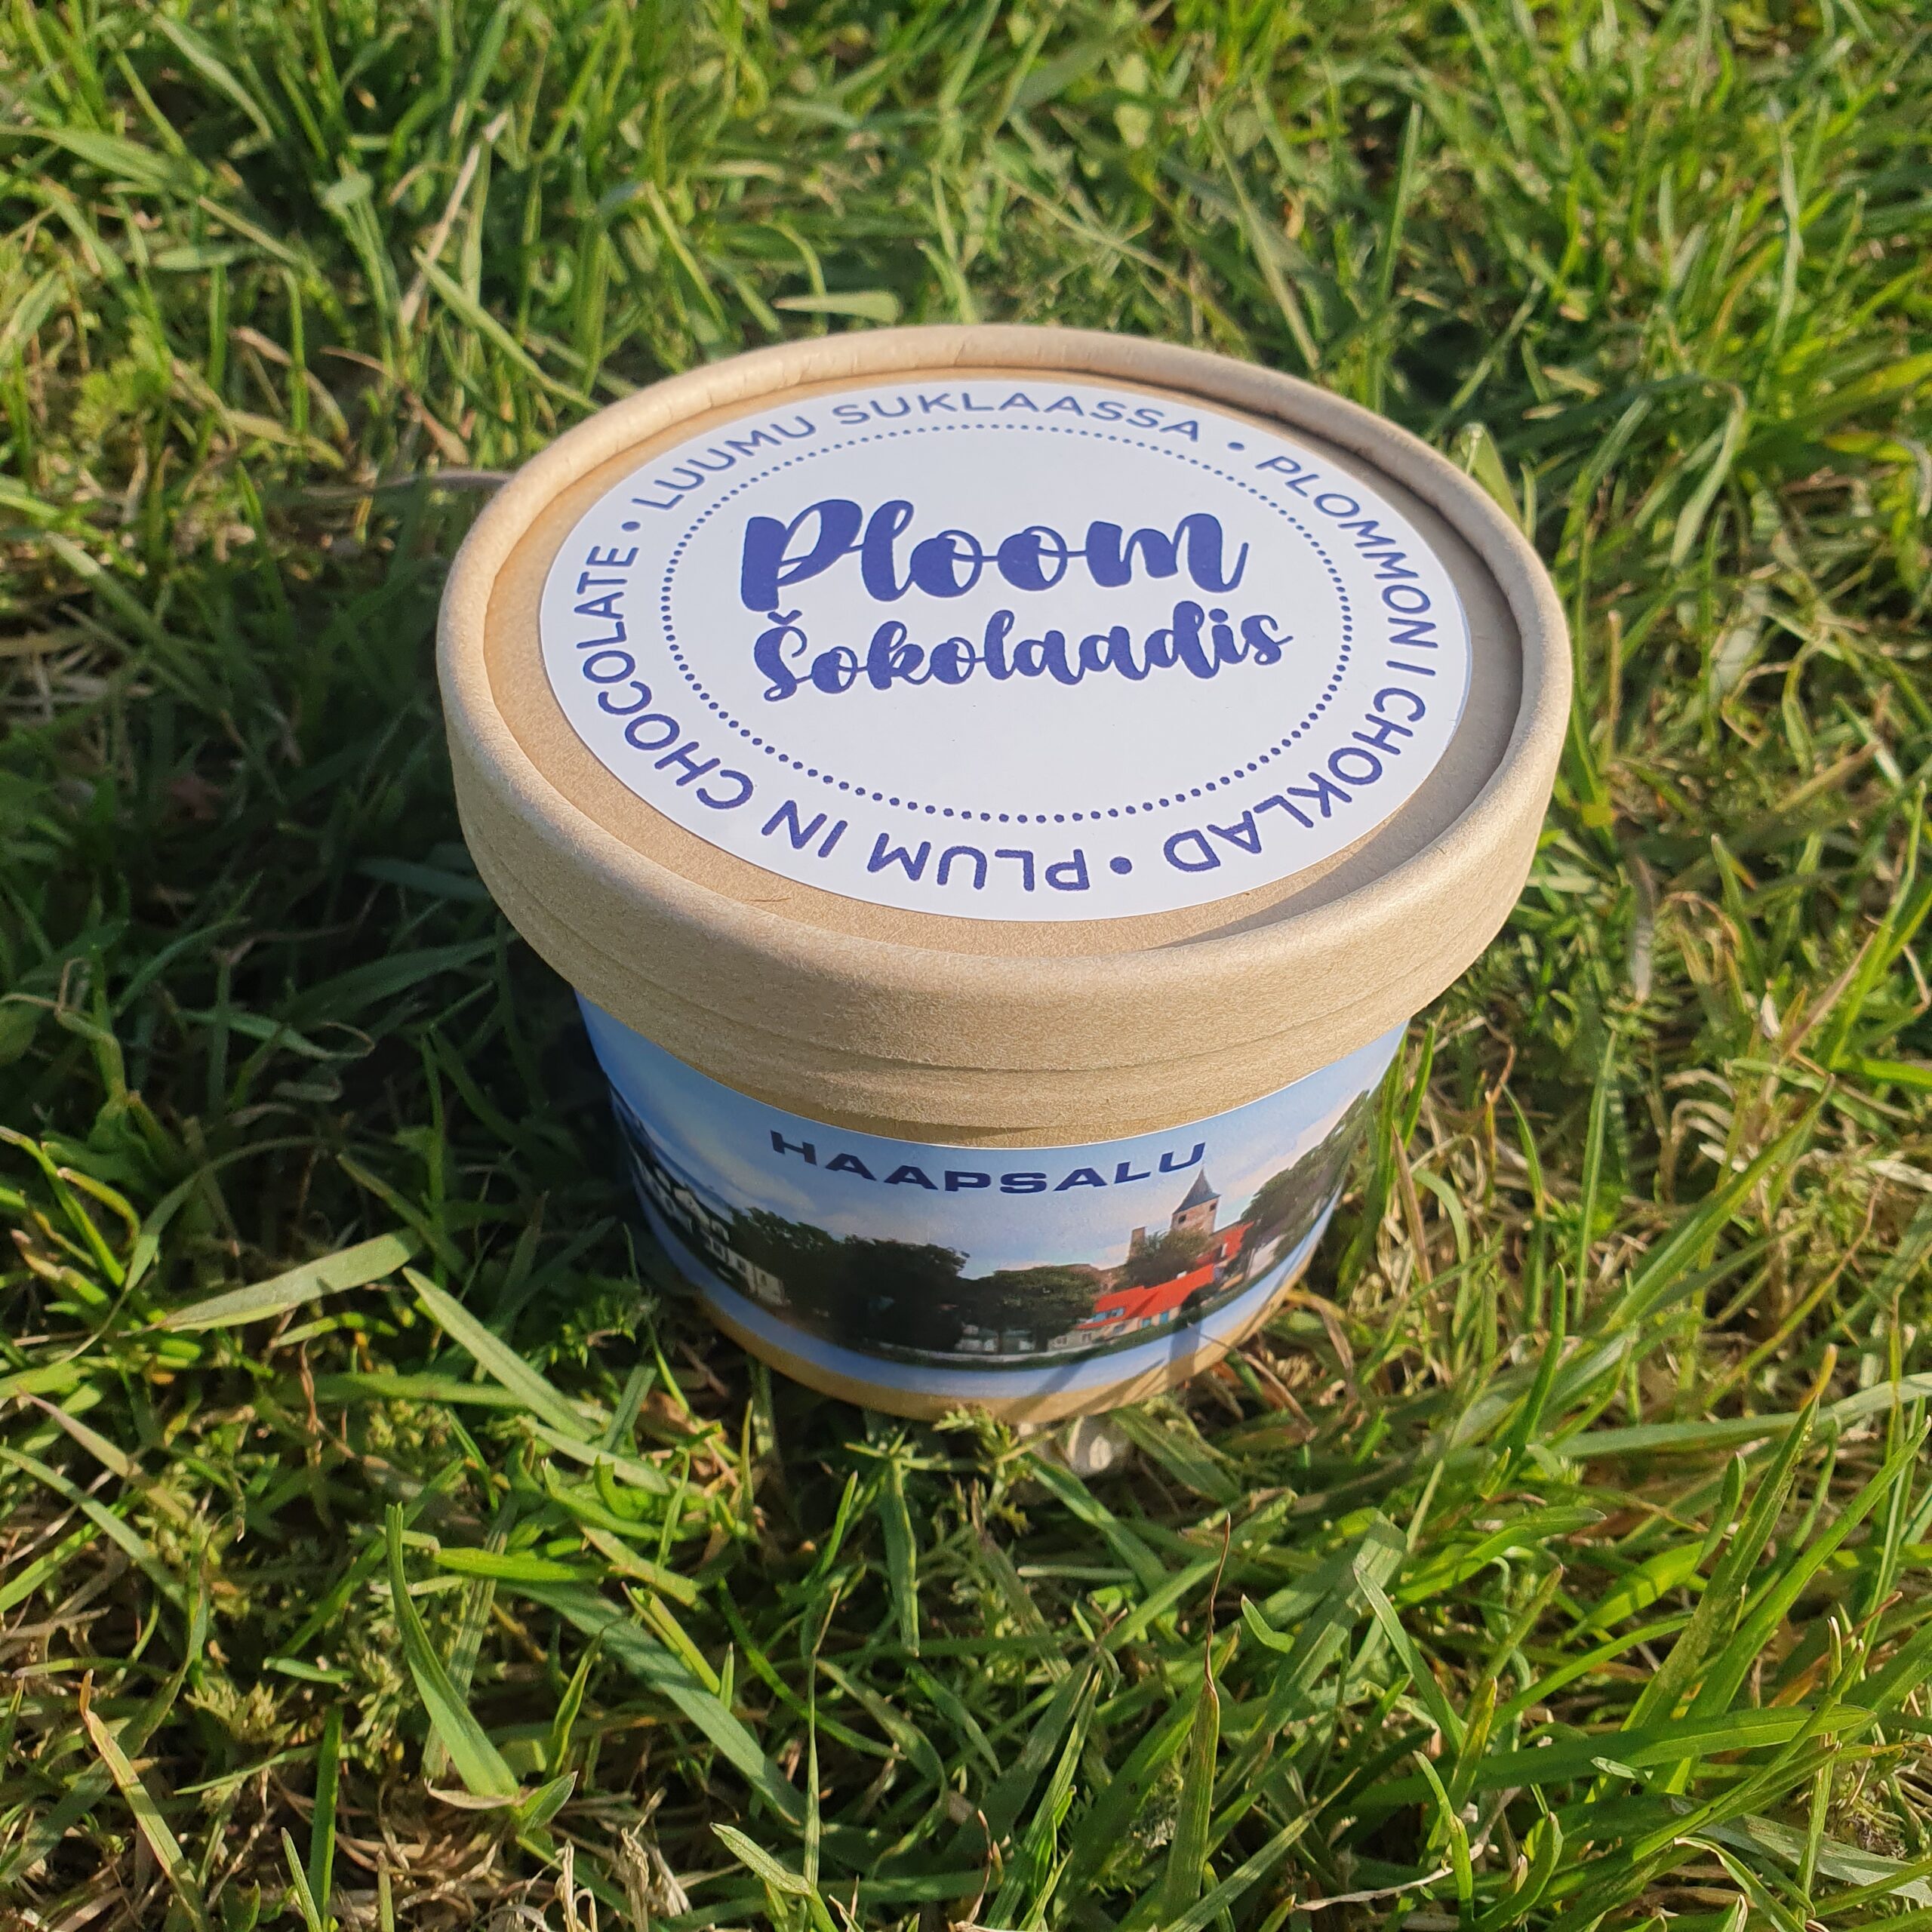 Ploom
Šokolaadis
LUUMU SUKLAASSA • PLOMMON I CHOKLAD • PLUM IN CHOCOLATE •
HAAPSALU